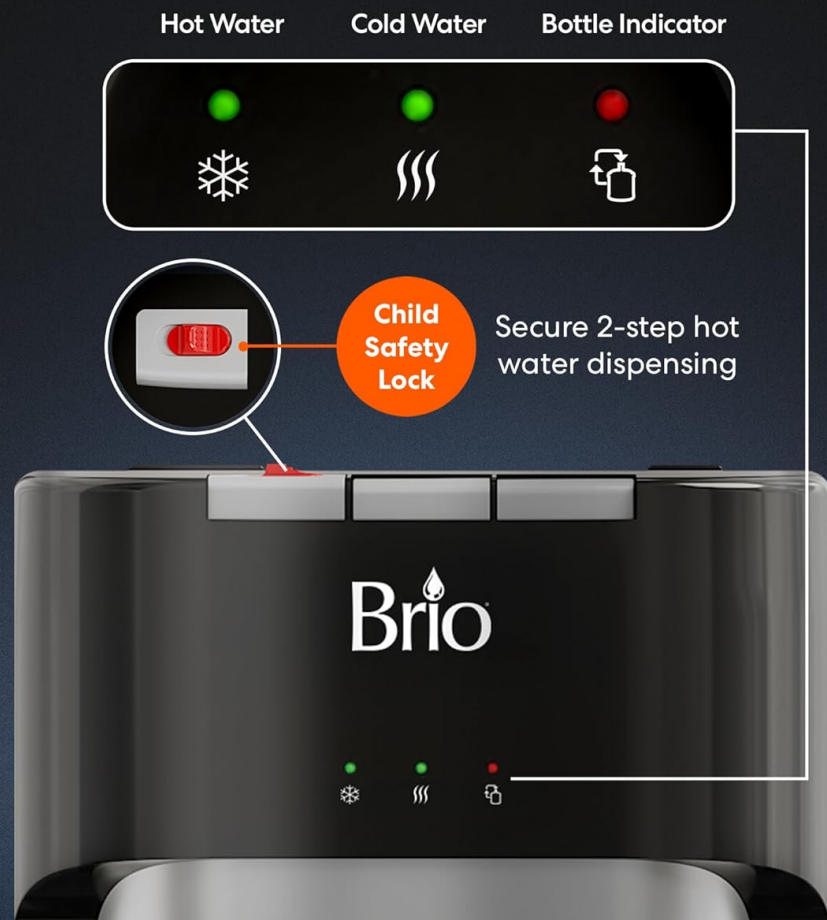 Hot Water Cold Water Bottle Indicator
Child
Safety
Lock
Secure 2-step hot
water dispensing
Brio